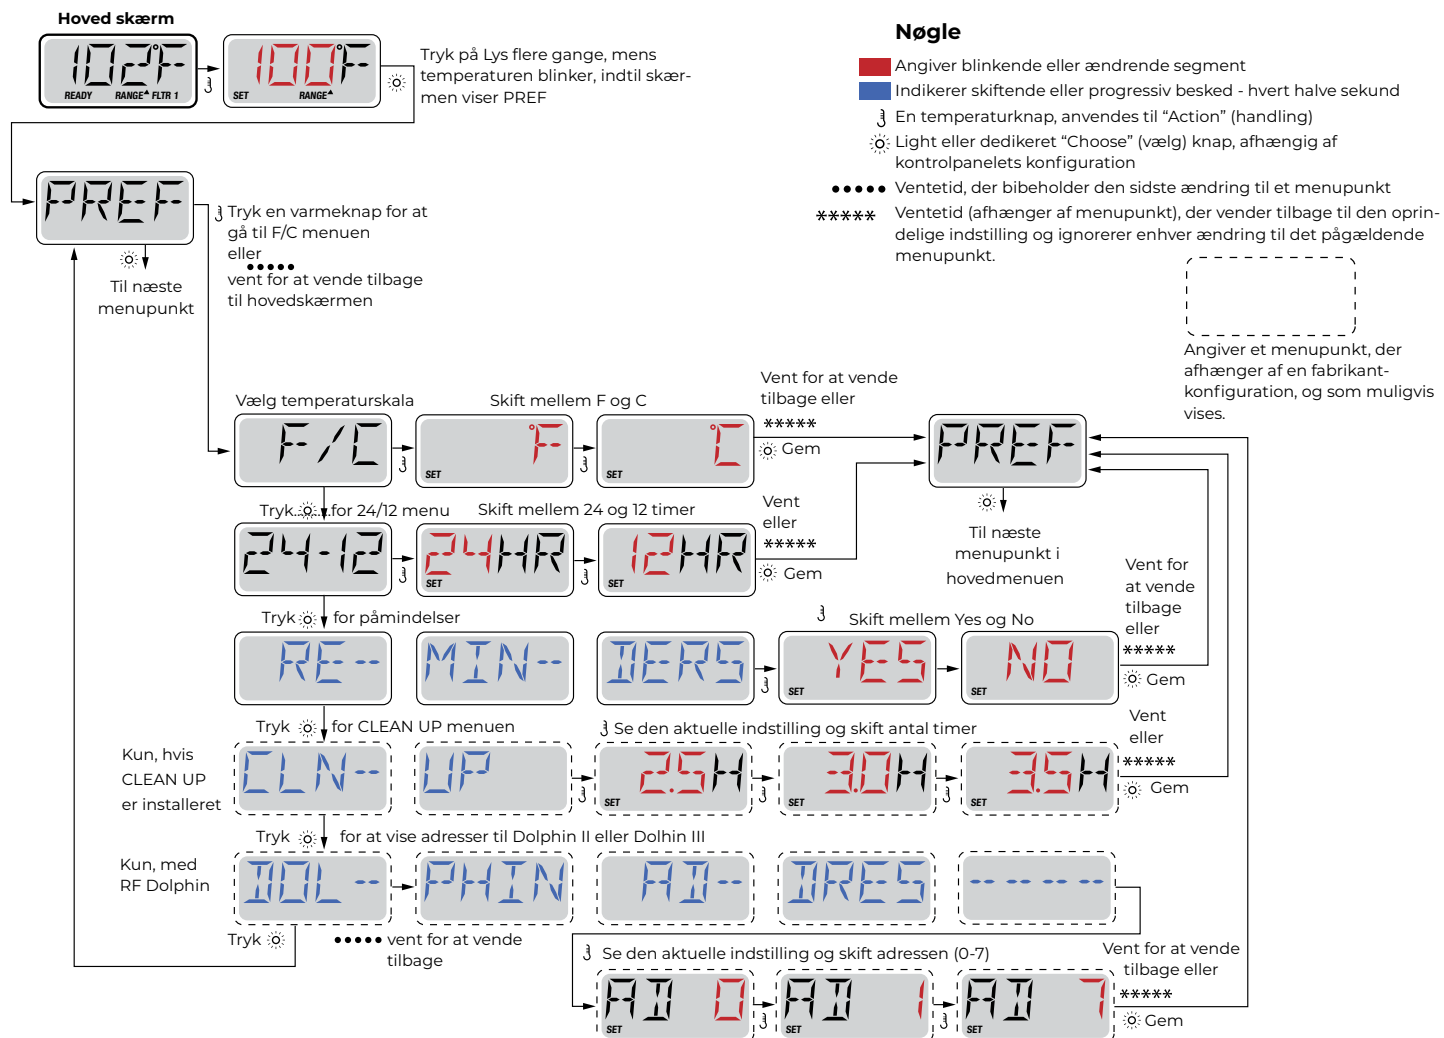 Hoved skærm
102°F
READY RANGE FLTR 1
100°F
SET RANGE
Tryk på Lys flere gange, mens
temperaturen blinker, indtil skær-
men viser PREF
Nøgle
Angiver blinkende eller ændrende segment
Indikerer skiftende eller progressiv besked - hvert halve sekund
En temperaturknap, anvendes til “Action” (handling)
Light eller dedikeret “Choose” (vælg) knap, afhængig af
kontrolpanelets konfiguration
••••• Ventetid, der bibeholder den sidste ændring til et menupunkt
***** Ventetid (afhænger af menupunkt), der vender tilbage til den oprin-
delige indstilling og ignorerer enhver ændring til det pågældende
menupunkt.
Angiver et menupunkt, der
afhænger af en fabrikant-
konfiguration, og som muligvis
vises.
PREF
Til næste
menupunkt
Tryk en varmeknap for at
gå til F/C menuen
eller
•••••
vent for at vende tilbage
til hovedskærmen
Vælg temperaturskala
Skift mellem F og C
Vent for at vende
tilbage eller
*****
Gem
F/C
°F
SET
°C
SET
PREF
Til næste
menupunkt i
hovedmenuen
Tryk.........for 24/12 menu
Skift mellem 24 og 12 timer
Vent
eller
*****
Gem
24-12
24HR
SET
12HR
SET
Tryk for påmindelser
Skift mellem Yes og No
Vent for
at vende
tilbage
eller
*****
Gem
RE-
MIN-
DERS
YES
SET
NO
SET
Tryk for CLEAN UP menuen
Se den aktuelle indstilling og skift antal timer
Vent
eller
*****
Gem
Kun, hvis
CLEAN UP
er installeret
CLN-
UP
2.5H
SET
3.0H
SET
3.5H
SET
Tryk for at vise adresser til Dolphin II eller Dolhin III
Kun, med
RF Dolphin
DOL-
PHIN
AD-
DRES
----
Tryk
••••• vent for at vende
tilbage
Se den aktuelle indstilling og skift adressen (0-7)
Vent for at vende
tilbage eller
*****
Gem
AD 0
SET
AD 1
SET
AD 7
SET